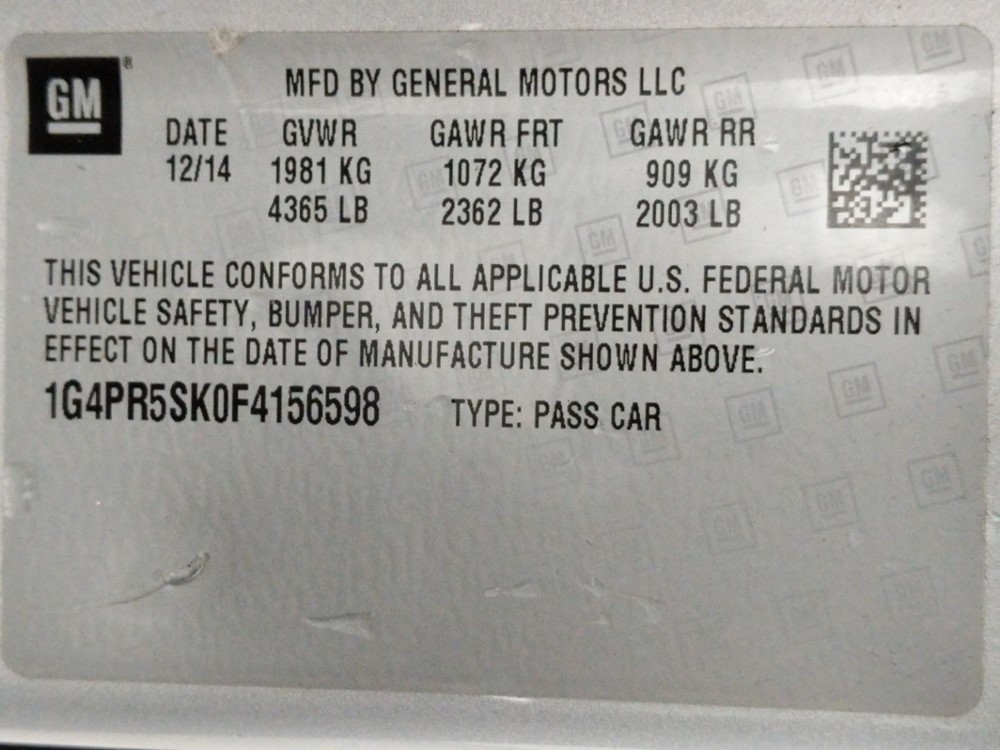 GM®
MFD BY GENERAL MOTORS LLC
DATE GVWR GAWR FRT GAWR RR
12/14 1981 KG 1072 KG 909 KG
4365 LB 2362 LB 2003 LB
THIS VEHICLE CONFORMS TO ALL APPLICABLE U.S. FEDERAL MOTOR
VEHICLE SAFETY, BUMPER, AND THEFT PREVENTION STANDARDS IN
EFFECT ON THE DATE OF MANUFACTURE SHOWN ABOVE.
1G4PR5SK0F4156598 TYPE: PASS CAR